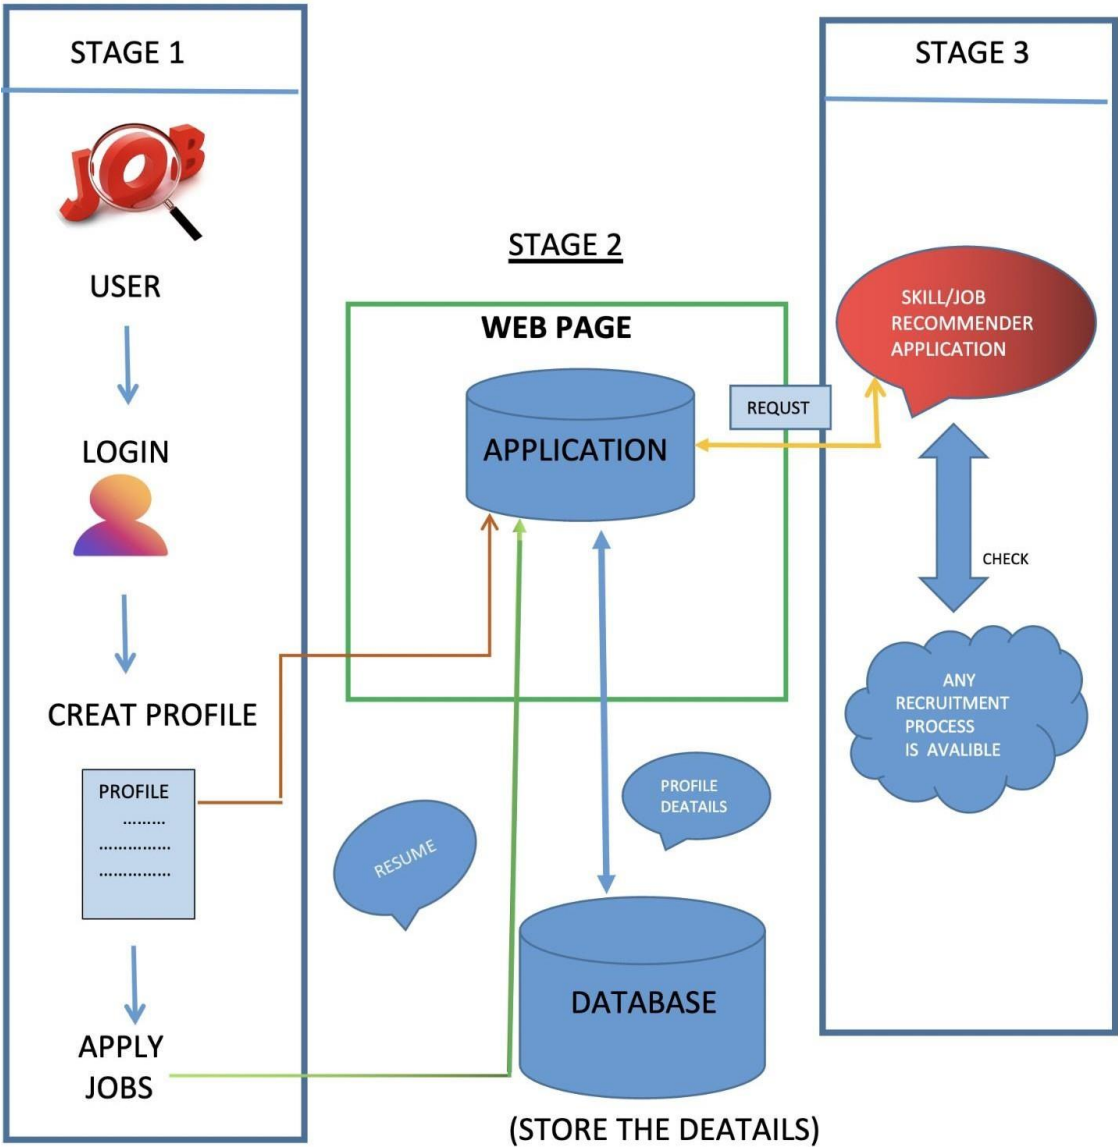 STAGE 1
JOB
USER
LOGIN
CREAT PROFILE
PROFILE
.........
...............
...............
APPLY
JOBS
STAGE 2
WEB PAGE
APPLICATION
REQUST
RESUME
PROFILE
DEATAILS
DATABASE
(STORE THE DEATAILS)
STAGE 3
SKILL/JOB
RECOMMENDER
APPLICATION
CHECK
ANY
RECRUITMENT
PROCESS
IS AVALIBLE